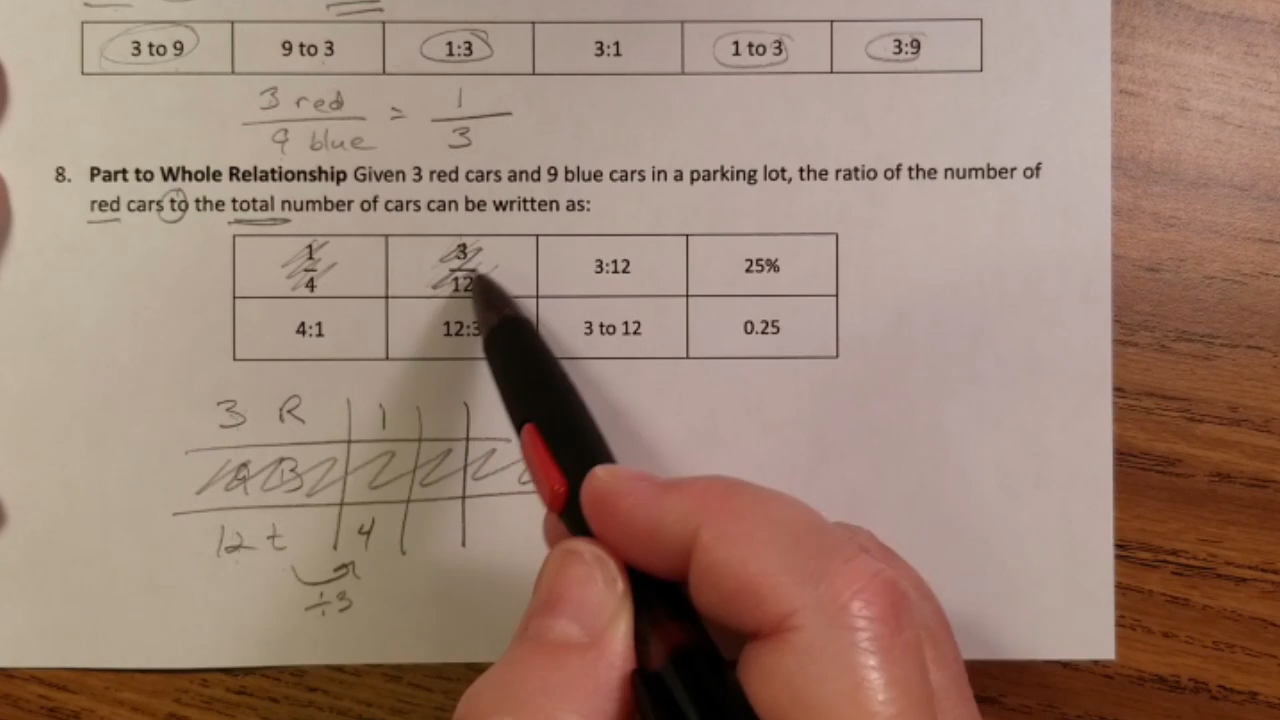 3 to 9 9 to 3 1:3 3:1 1 to 3 3:9
3 red = 1
9 blue 3
8. Part to Whole Relationship Given 3 red cars and 9 blue cars in a parking lot, the ratio of the number of
red cars to the total number of cars can be written as:
1/4 3/12 3:12 25%
4:1 12:3 3 to 12 0.25
3 R 1
9 B
12 t 4
÷3